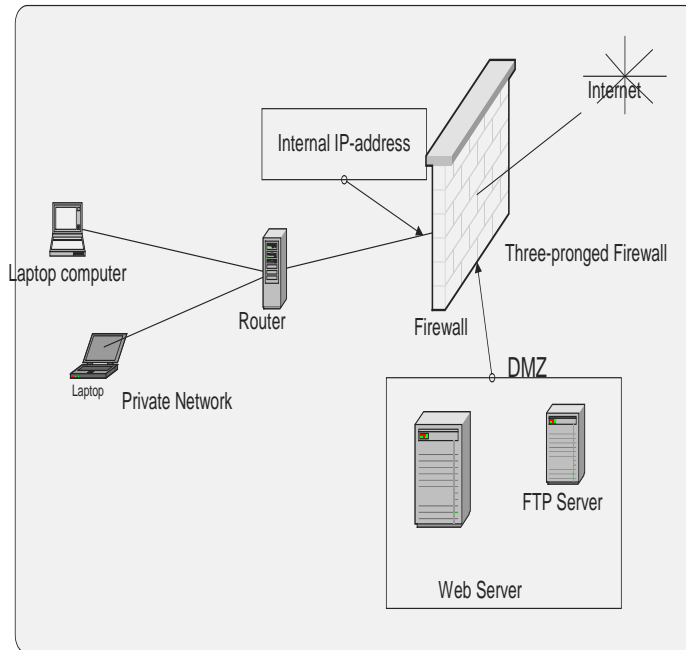 Internet
Internal IP-address
Three-pronged Firewall
Laptop computer
Router
Firewall
DMZ
Laptop
Private Network
FTP Server
Web Server